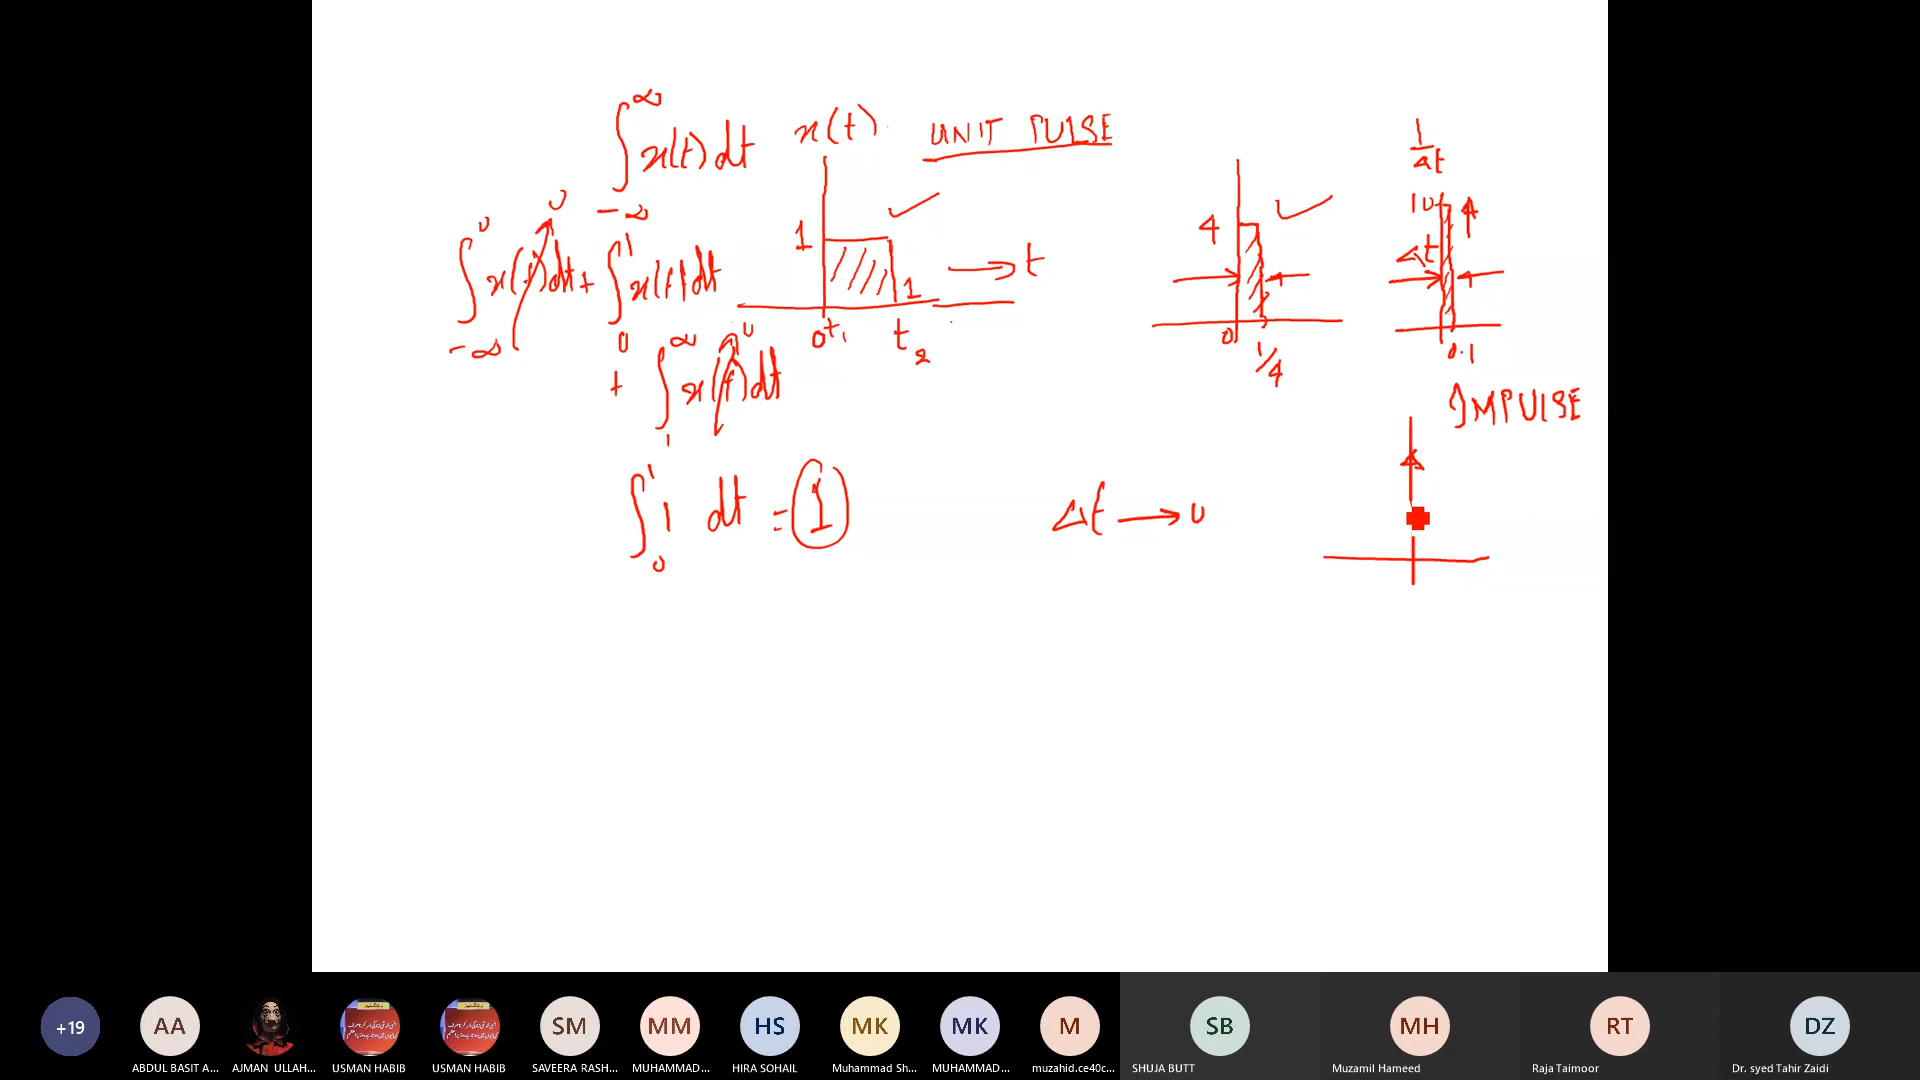 ∫_{-∞}^{∞} x(t) dt
x(t)
UNIT PULSE
1
t
1
0 t₁
t₂
∫_{-∞}^{0} x(t) dt + ∫_{0}^{1} x(t) dt
0
+ ∫_{1}^{∞} x(t) dt
0
∫_{0}^{1} 1 dt = 1
4
0
1/4
1/Δt
10
Δt
0.1
IMPULSE
Δt → 0
+19
AA
SM
MM
HS
MK
MK
M
SB
MH
RT
DZ
ABDUL BASIT A...
AJMAN ULLAH...
USMAN HABIB
USMAN HABIB
SAVEERA RASH...
MUHAMMAD...
HIRA SOHAIL
Muhammad Sh...
MUHAMMAD...
muzahid.ce40c...
SHUJA BUTT
Muzamil Hameed
Raja Taimoor
Dr. syed Tahir Zaidi